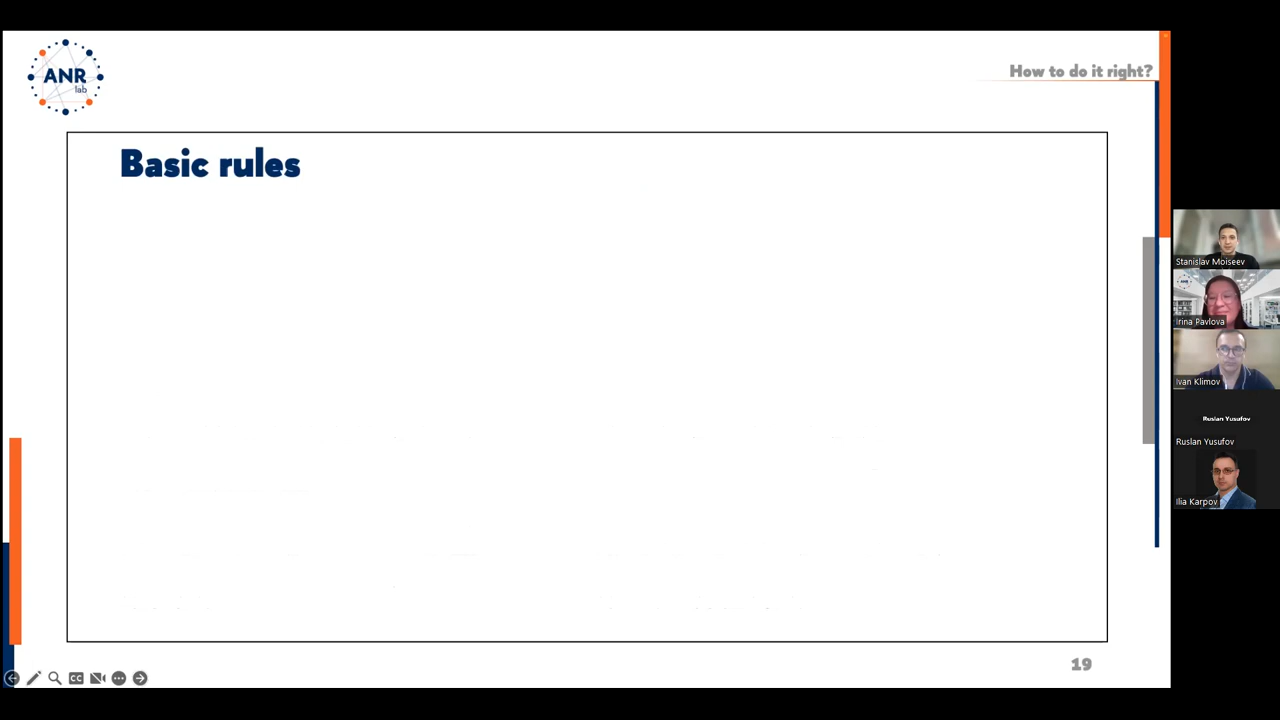 ANR
lab
How to do it right?
Basic rules
19
CC
Stanislav Moiseev
Irina Pavlova
Ivan Klimov
Ruslan Yusufov
Ruslan Yusufov
Ilia Karpov